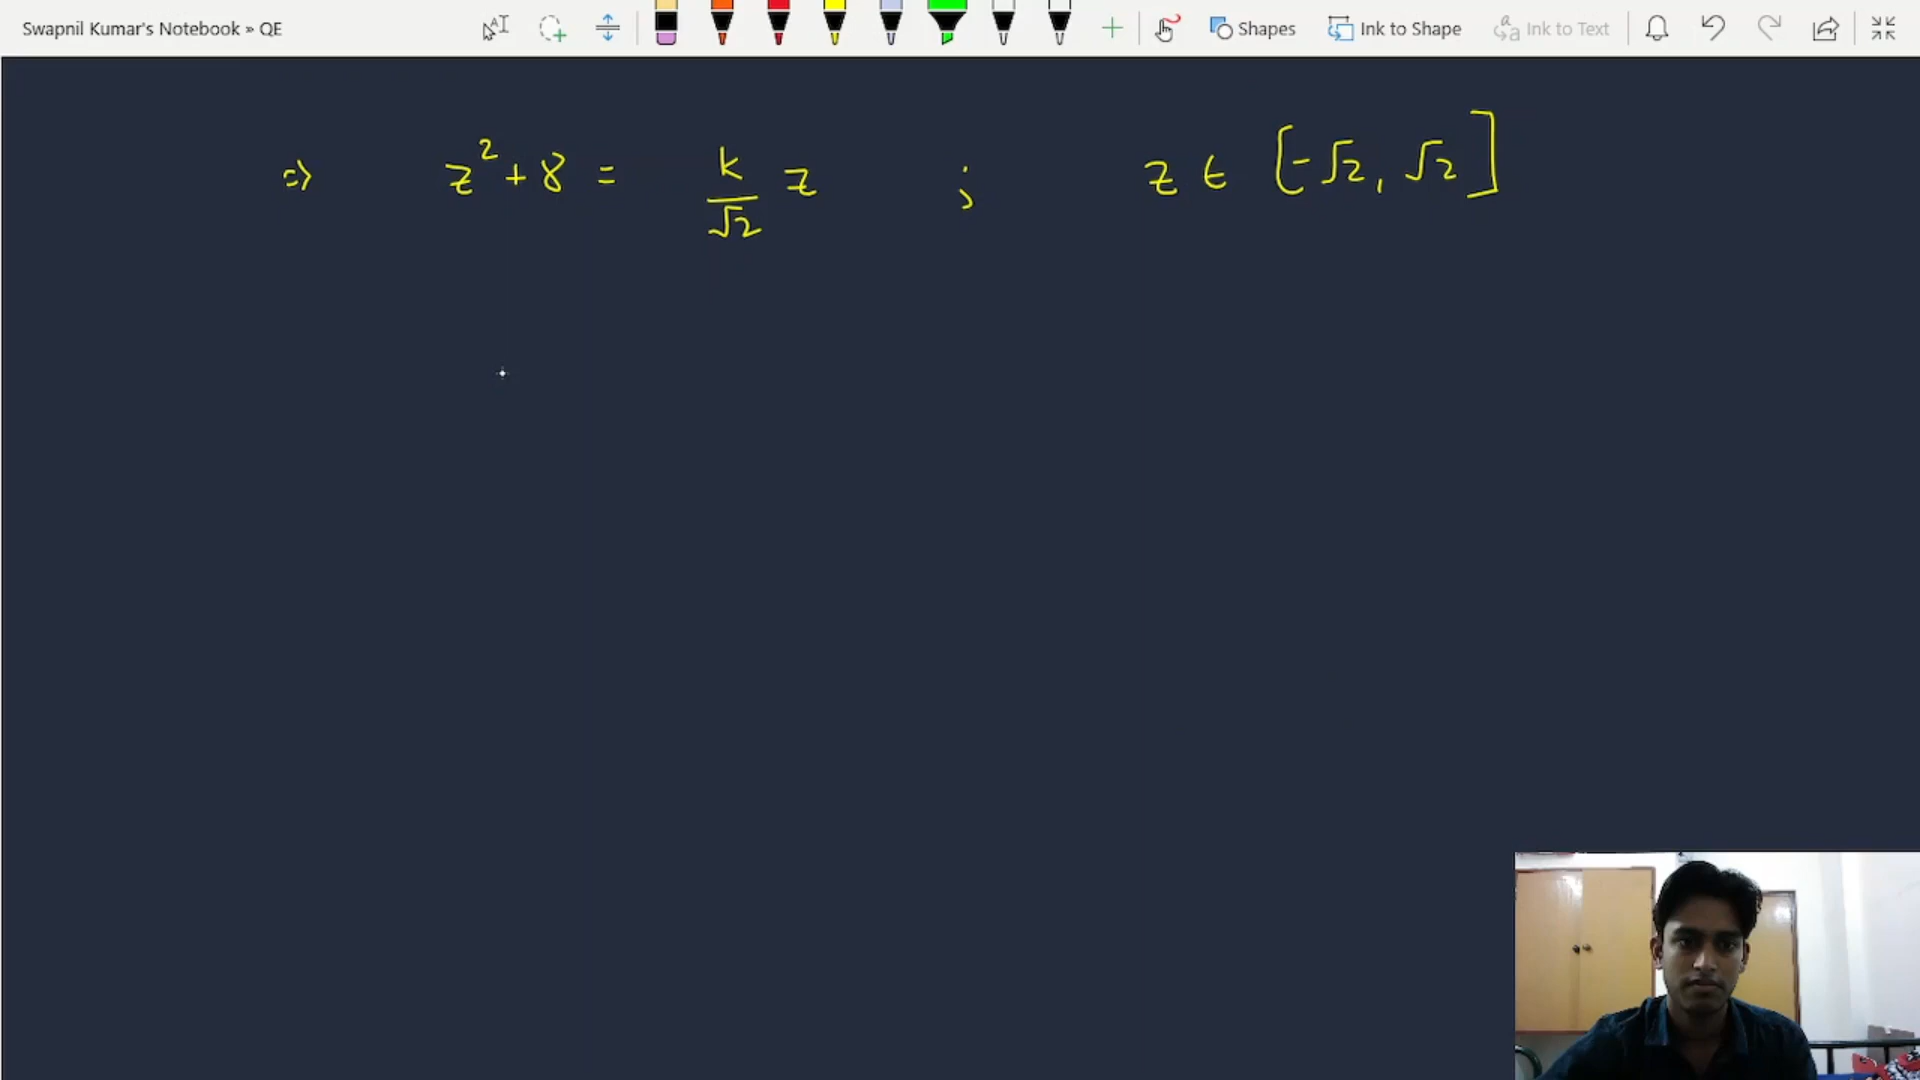 Swapnil Kumar's Notebook » QE
Shapes
Ink to Shape
Ink to Text
⇒ z² + 8 = k/√2 z ; z ∈ [-√2, √2]